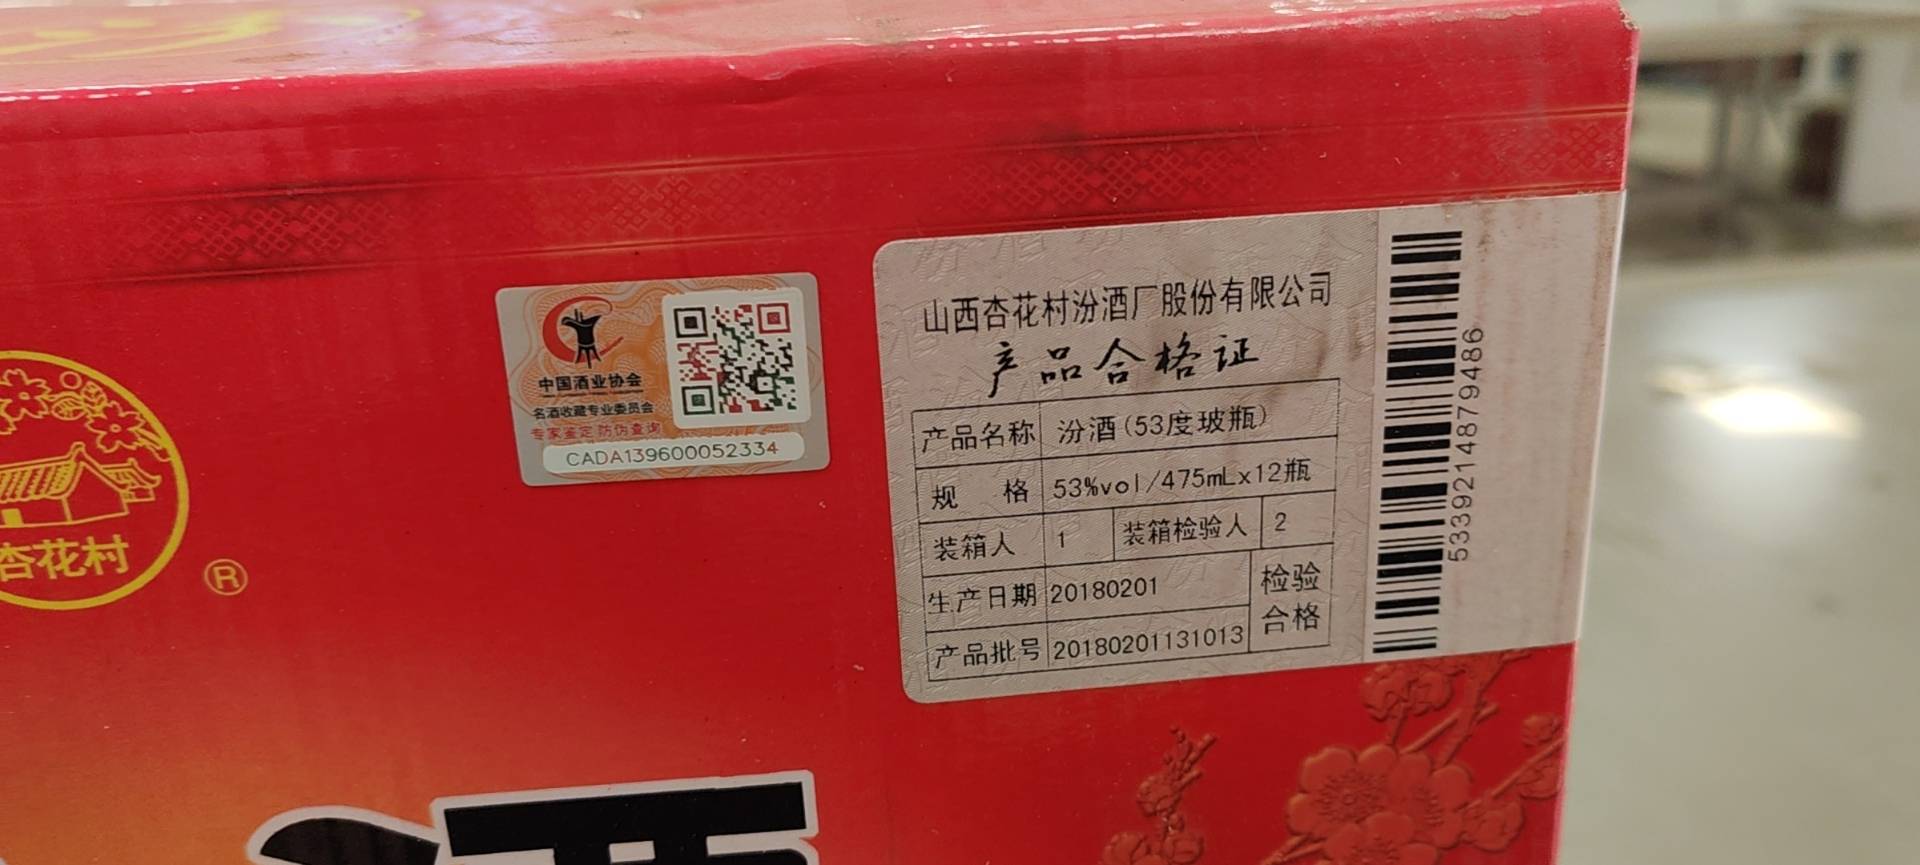 杏花村
®
中国酒业协会
名酒收藏专业委员会
专家鉴定 防伪查询
CADA139600052334
山西杏花村汾酒厂股份有限公司
产品合格证
产品名称 汾酒(53度玻瓶)
规 格 53%vol/475mLx12瓶
装箱人 1 装箱检验人 2
生产日期 20180201
产品批号 20180201131013
检验
合格
5339214879486
酒